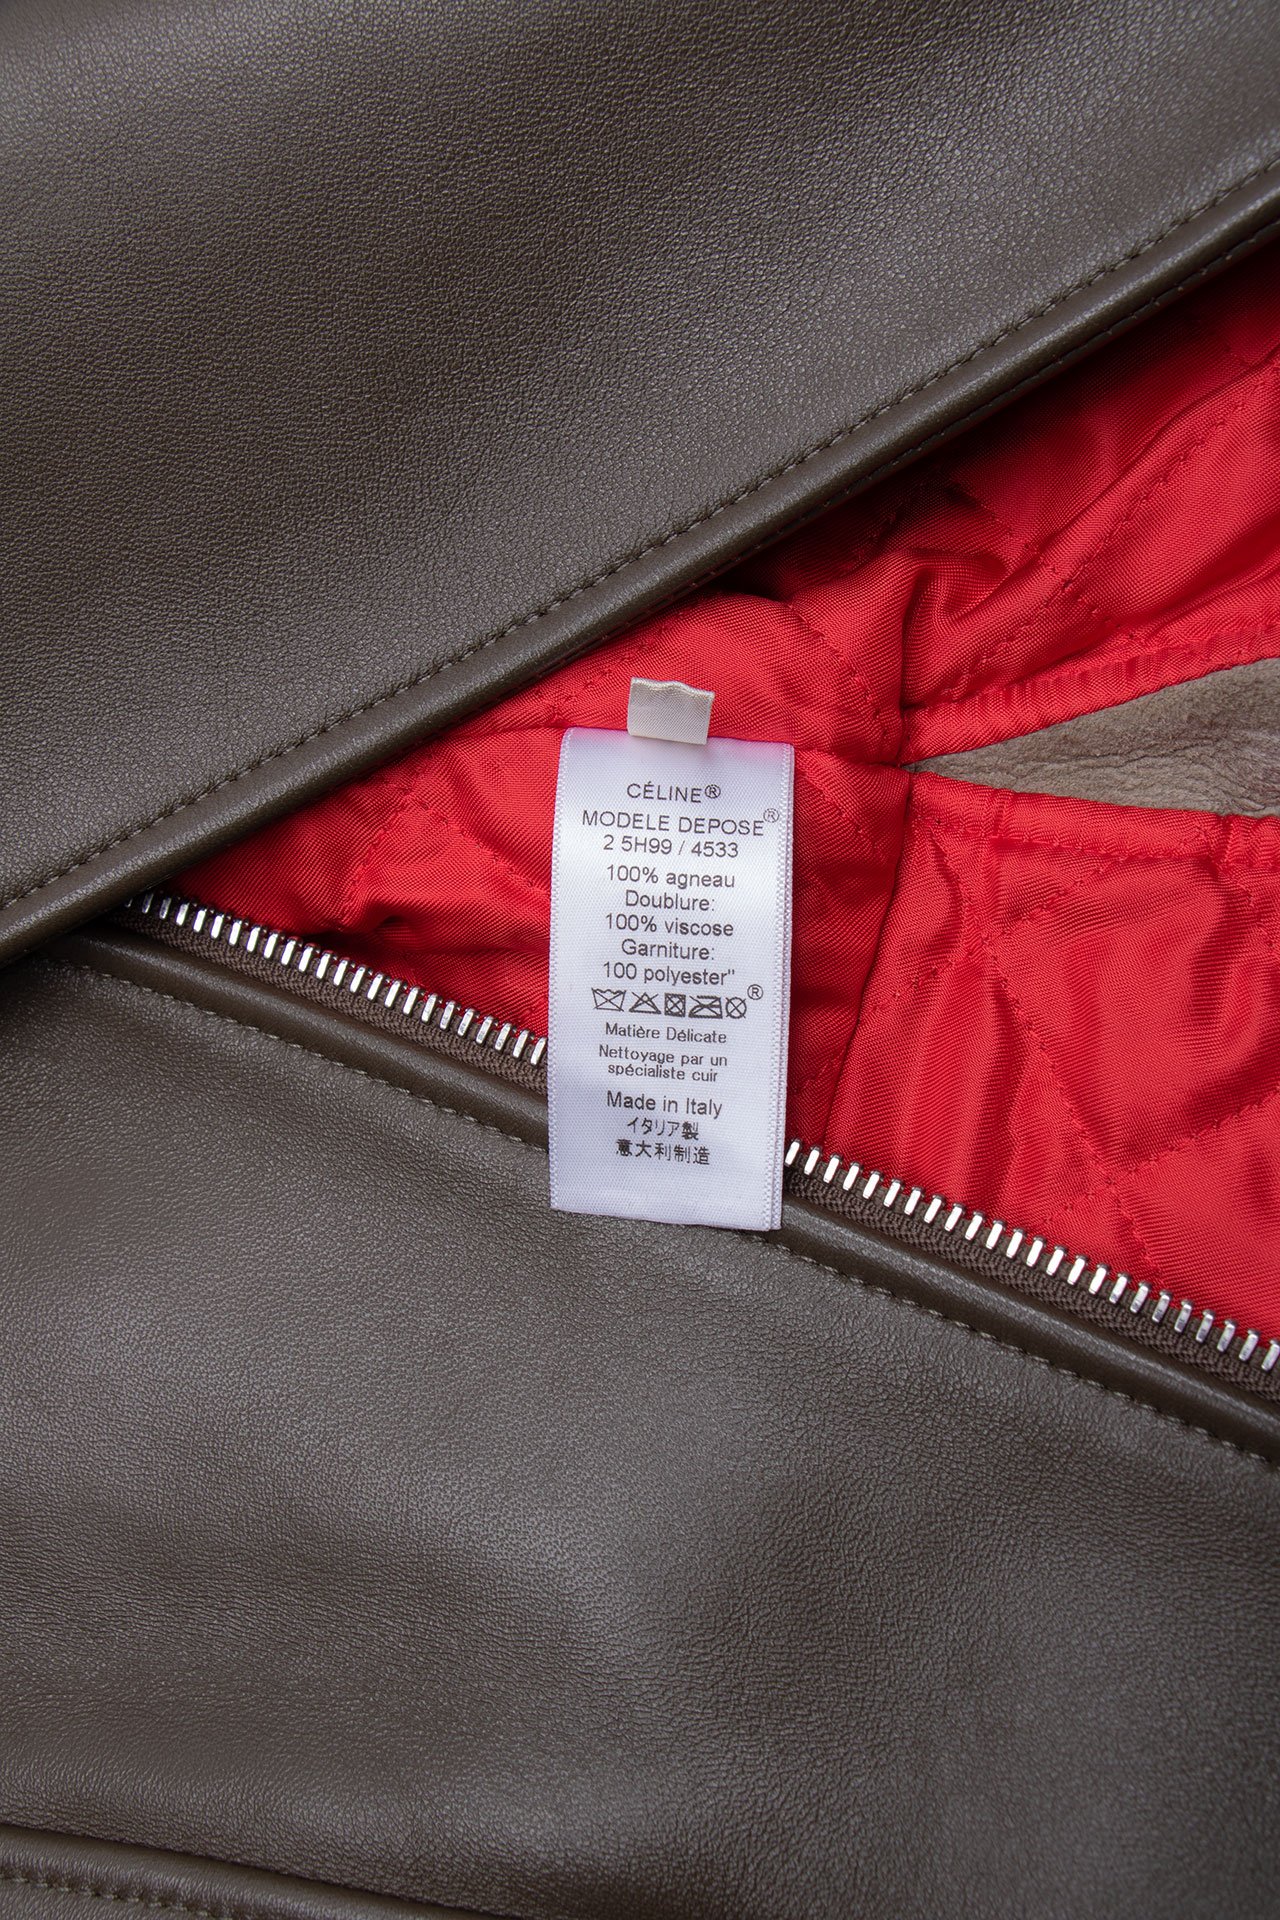 CÉLINE®
MODELE DEPOSE®
2 5H99 / 4533
100% agneau
Doublure:
100% viscose
Garniture:
100 polyester"
®
Matière Délicate
Nettoyage par un
spécialiste cuir
Made in Italy
イタリア製
意大利制造